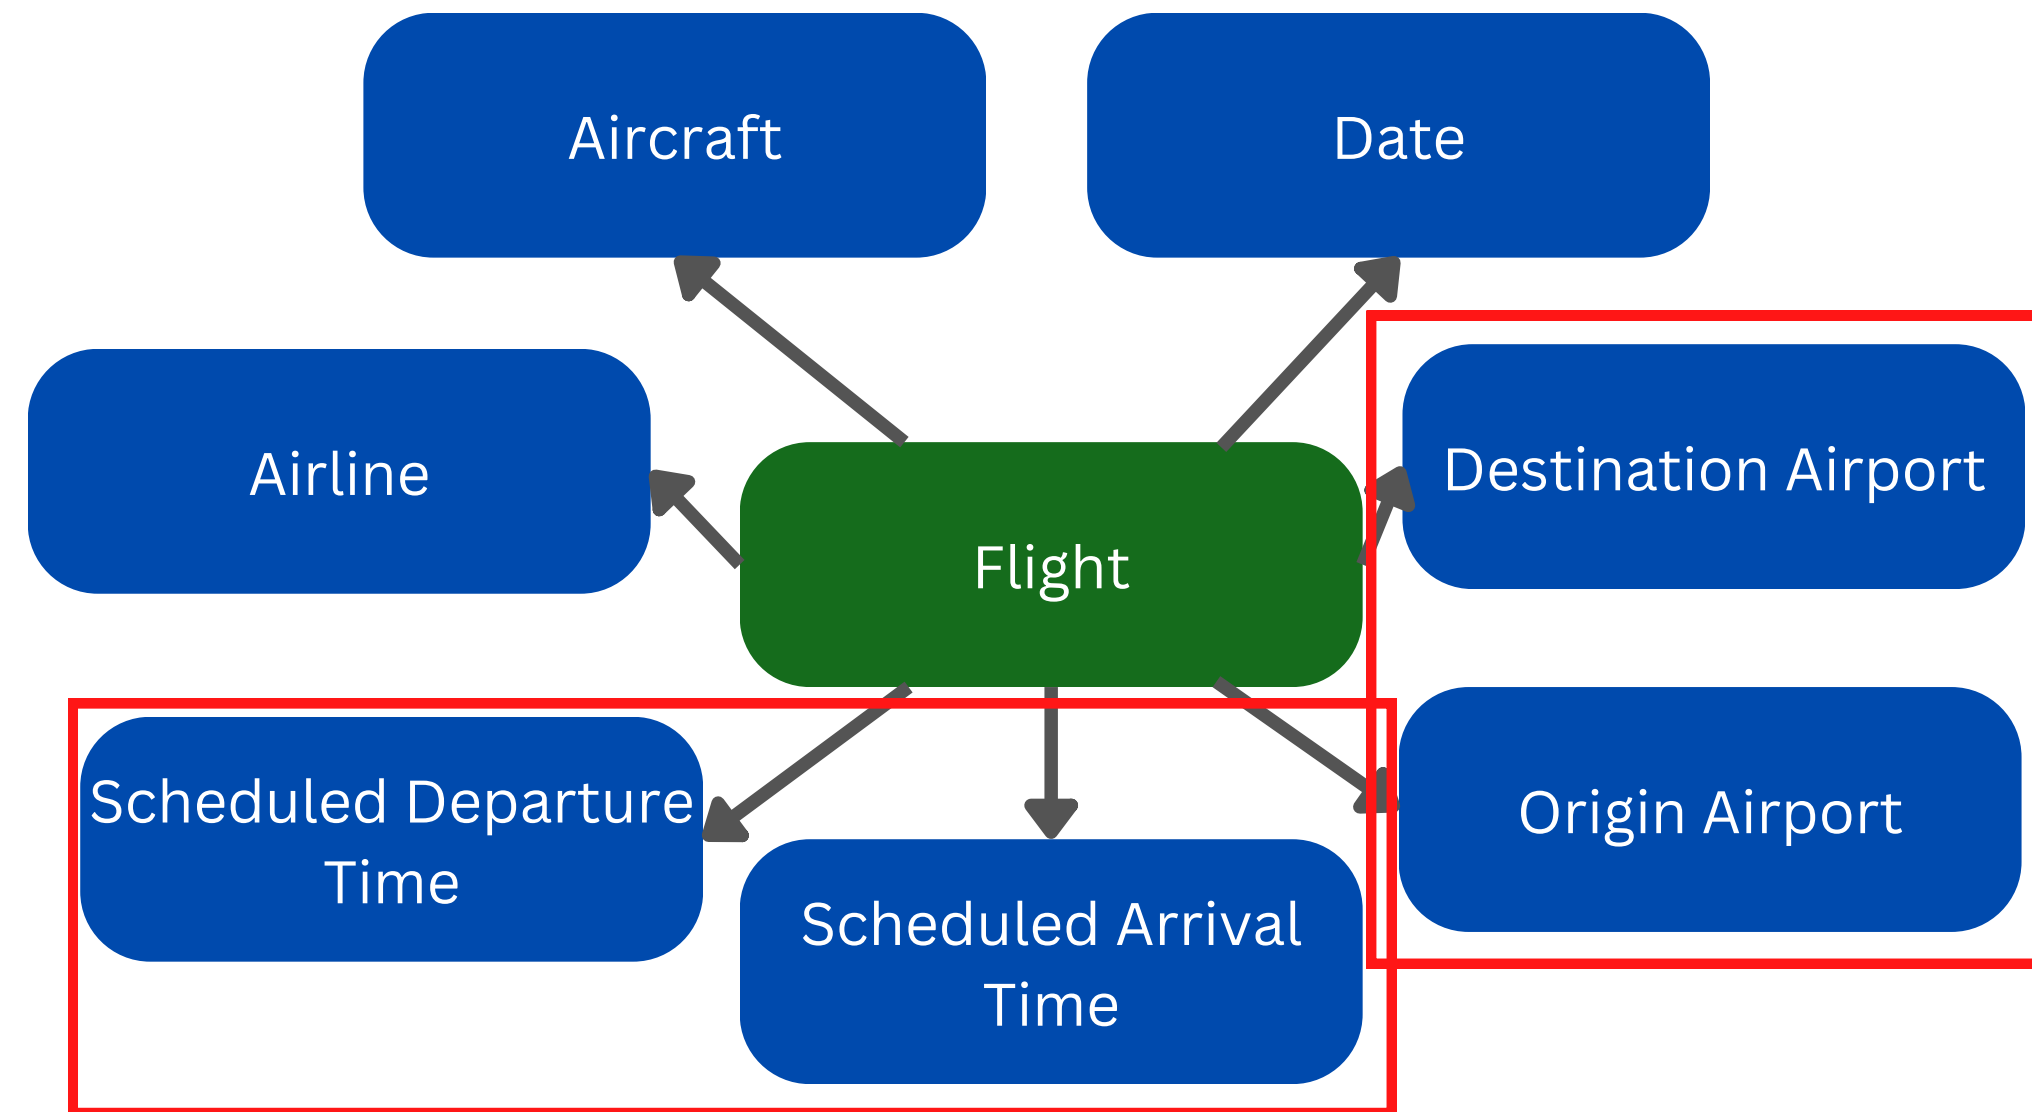 Aircraft
Date
Airline
Destination Airport
Flight
Scheduled Departure
Time
Scheduled Arrival
Time
Origin Airport